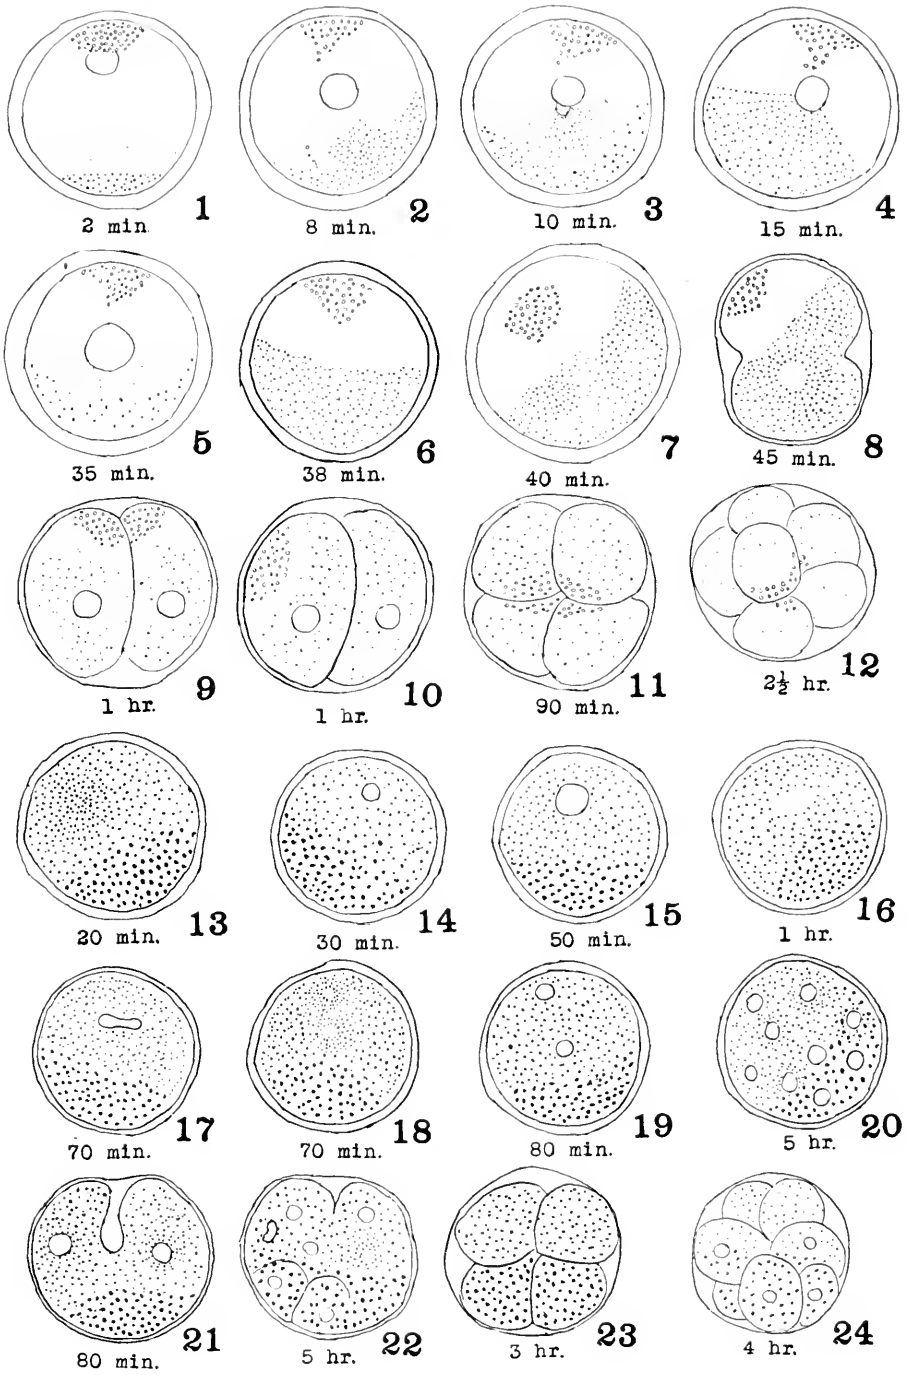 1
2 min
2
8 min.
3
10 min.
4
15 min.
5
35 min.
6
38 min.
7
40 min.
8
45 min.
9
1 hr.
10
1 hr.
11
90 min.
12
2½ hr.
13
20 min.
14
30 min.
15
50 min.
16
1 hr.
17
70 min.
18
70 min.
19
80 min.
20
5 hr.
21
80 min.
22
5 hr.
23
3 hr.
24
4 hr.